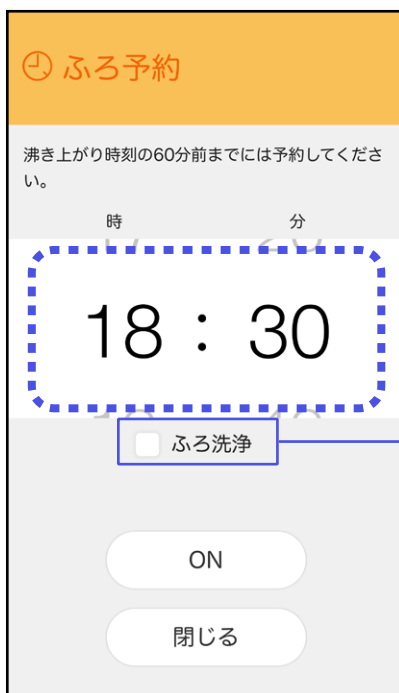 ふろ予約
沸き上がり時刻の60分前までには予約してくださ
い。
時 分
18 : 30
ふろ洗浄
ON
閉じる